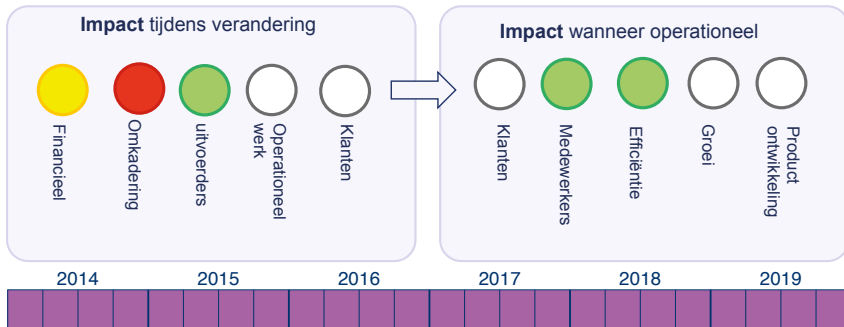 Impact tijdens verandering
Financieel
Omkadering
uitvoerders
Operationeel
werk
Klanten
Impact wanneer operationeel
Klanten
Medewerkers
Efficiëntie
Groei
Product
ontwikkeling
2014 2015 2016 2017 2018 2019